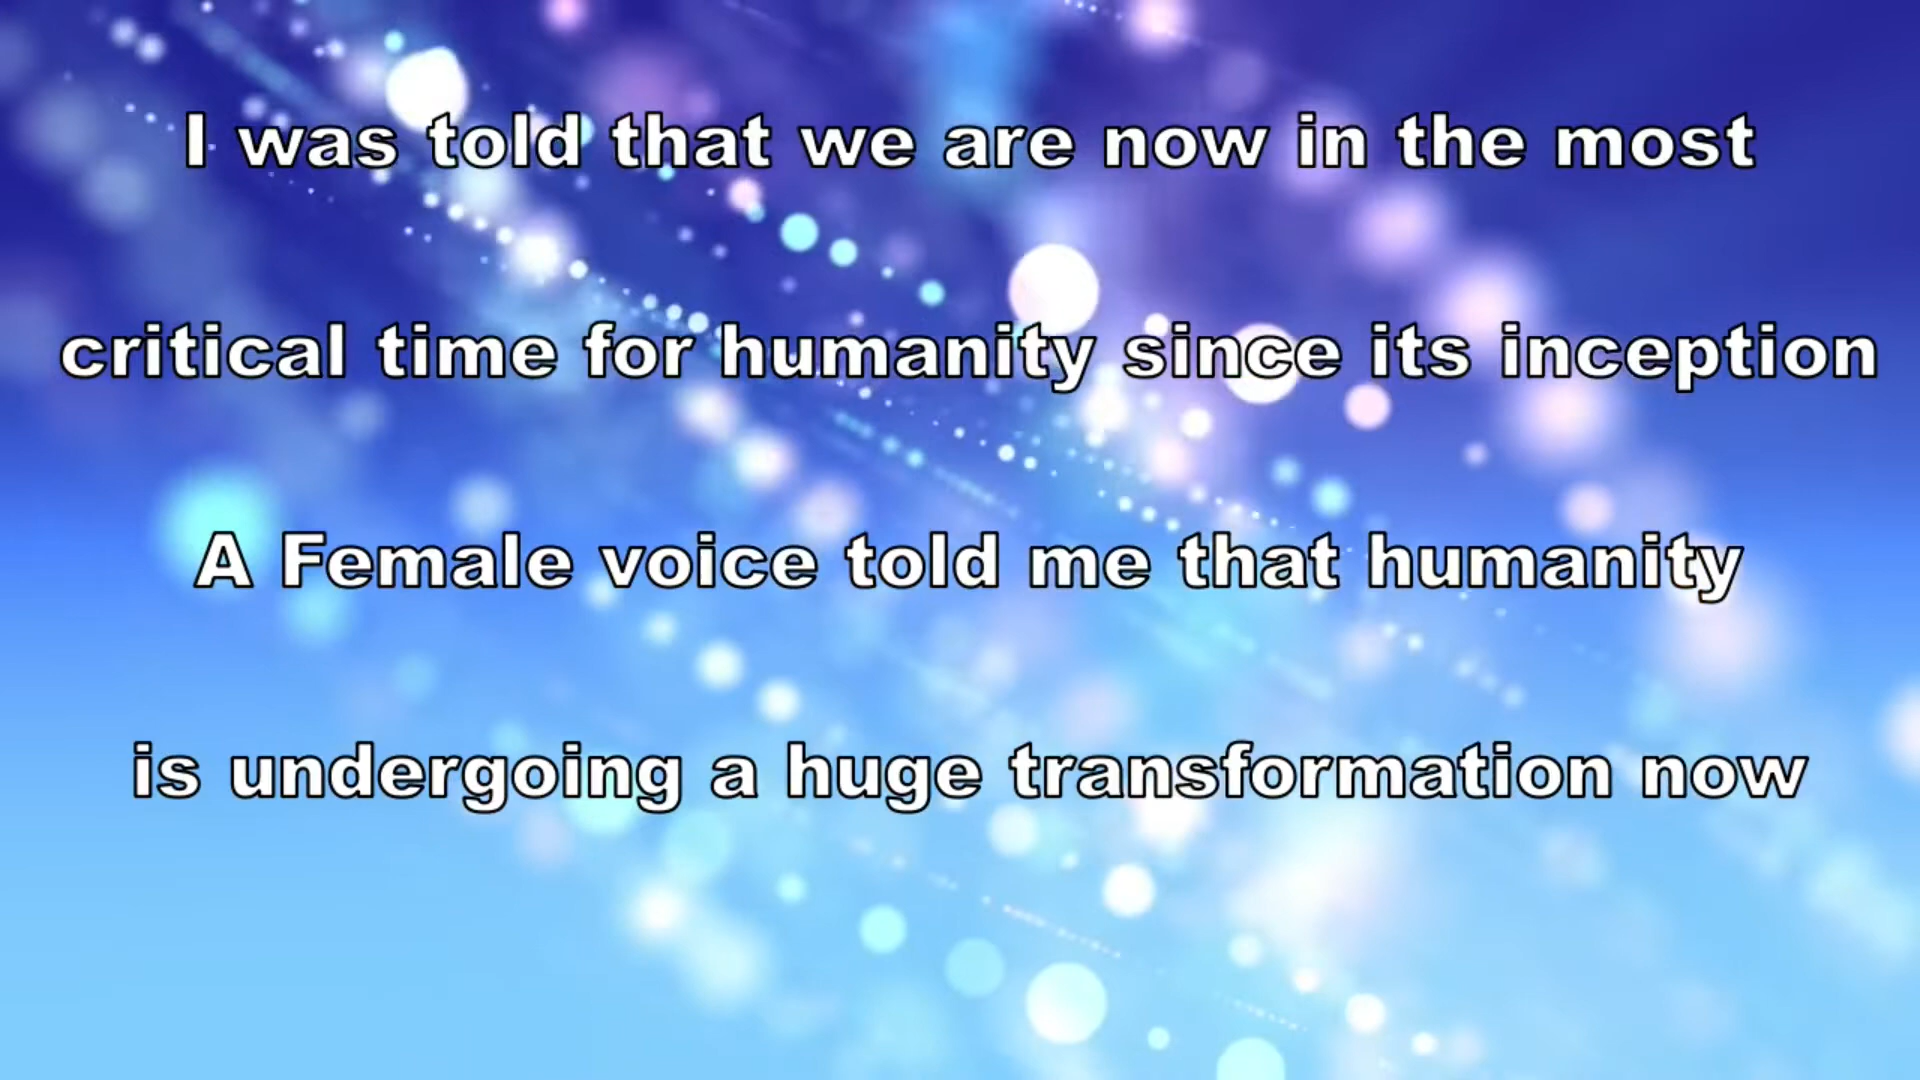 I was told that we are now in the most
critical time for humanity since its inception
A Female voice told me that humanity
is undergoing a huge transformation now